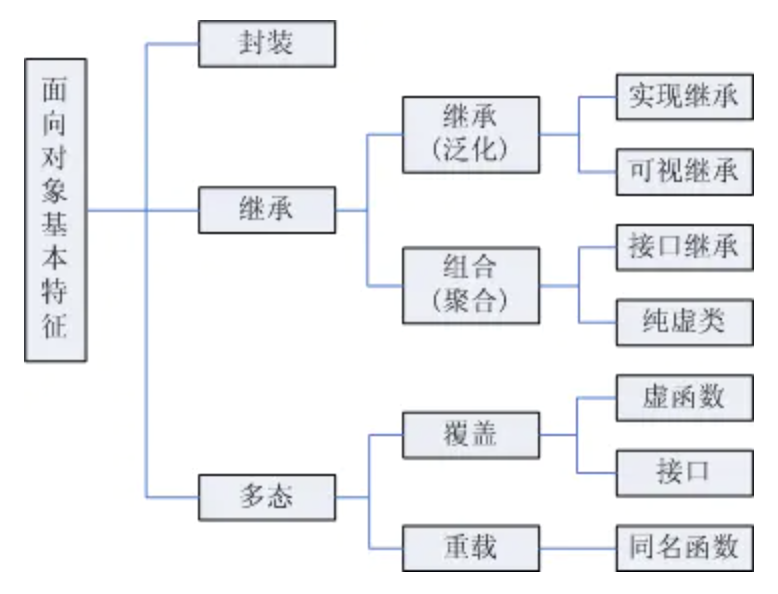 面向对象基本特征
封装
继承
继承
(泛化)
实现继承
可视继承
组合
(聚合)
接口继承
纯虚类
多态
覆盖
虚函数
接口
重载
同名函数